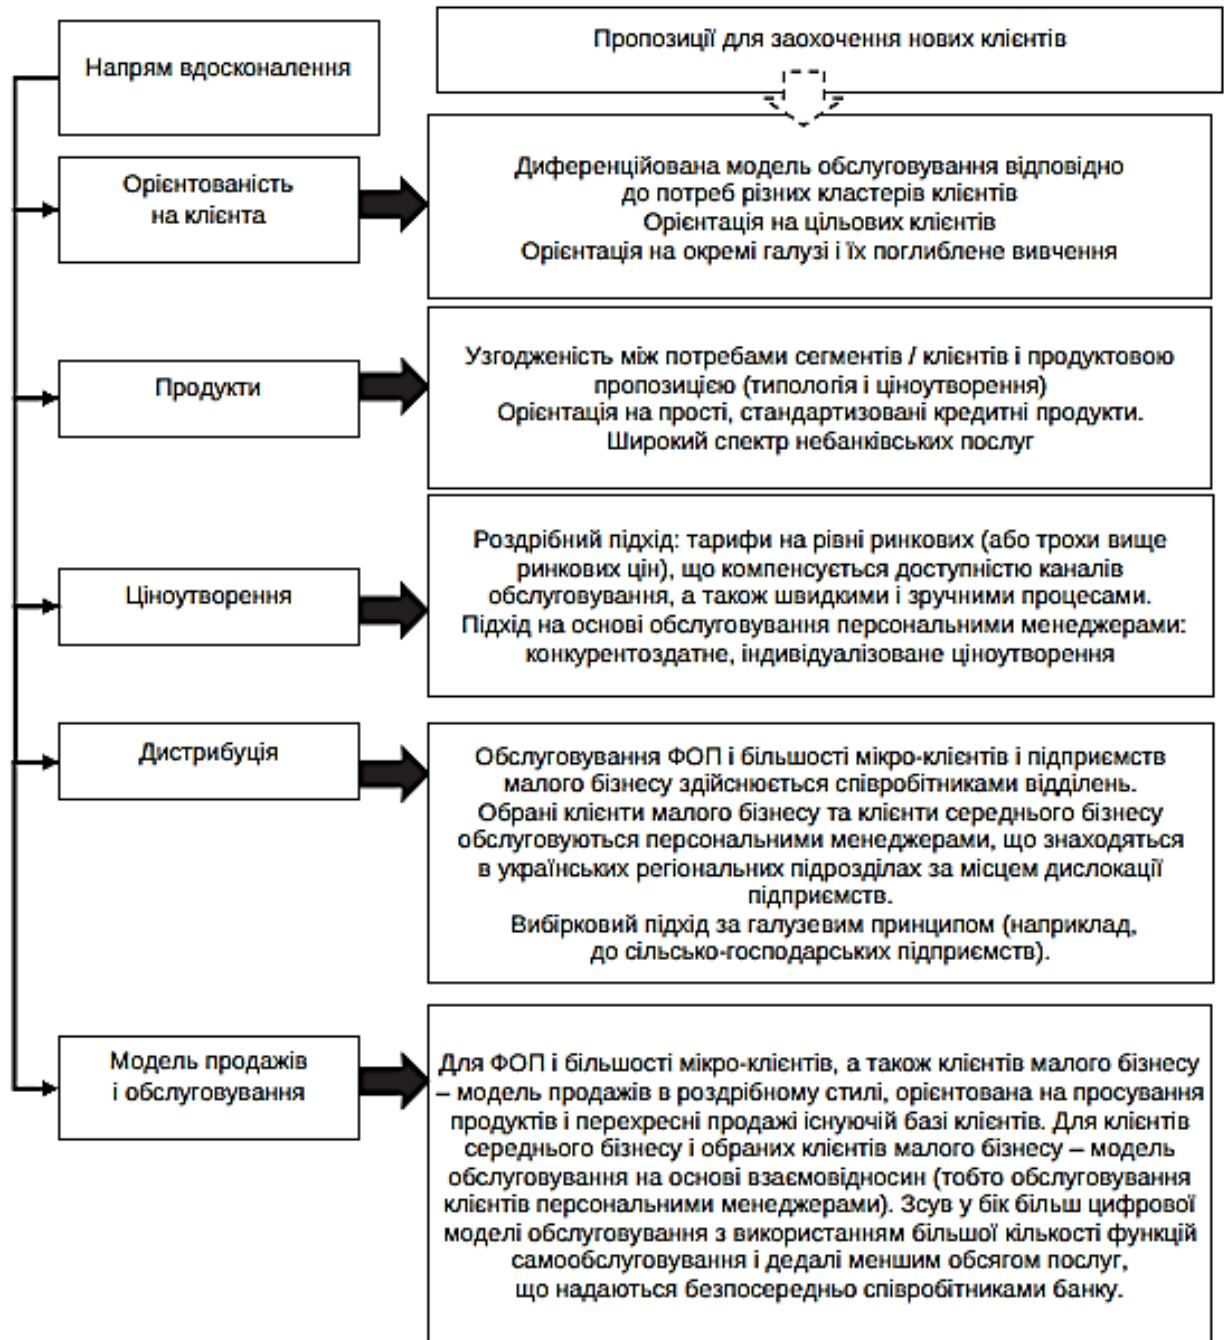 Напрям вдосконалення
Пропозиції для заохочення нових клієнтів
Орієнтованість
на клієнта
Диференційована модель обслуговування відповідно
до потреб різних кластерів клієнтів
Орієнтація на цільових клієнтів
Орієнтація на окремі галузі і їх поглиблене вивчення
Продукти
Узгодженість між потребами сегментів / клієнтів і продуктовою
пропозицією (типологія і ціноутворення)
Орієнтація на прості, стандартизовані кредитні продукти.
Широкий спектр небанківських послуг
Ціноутворення
Роздрібний підхід: тарифи на рівні ринкових (або трохи вище
ринкових цін), що компенсується доступністю каналів
обслуговування, а також швидкими і зручними процесами.
Підхід на основі обслуговування персональними менеджерами:
конкурентоздатне, індивідуалізоване ціноутворення
Дистрибуція
Обслуговування ФОП і більшості мікро-клієнтів і підприємств
малого бізнесу здійснюється співробітниками відділень.
Обрані клієнти малого бізнесу та клієнти середнього бізнесу
обслуговуються персональними менеджерами, що знаходяться
в українських регіональних підрозділах за місцем дислокації
підприємств.
Вибірковий підхід за галузевим принципом (наприклад,
до сільсько-господарських підприємств).
Модель продажів
і обслуговування
Для ФОП і більшості мікро-клієнтів, а також клієнтів малого бізнесу
– модель продажів в роздрібному стилі, орієнтована на просування
продуктів і перехресні продажі існуючій базі клієнтів. Для клієнтів
середнього бізнесу і обраних клієнтів малого бізнесу – модель
обслуговування на основі взаємовідносин (тобто обслуговування
клієнтів персональними менеджерами). Зсув у бік більш цифрової
моделі обслуговування з використанням більшої кількості функцій
самообслуговування і дедалі меншим обсягом послуг,
що надаються безпосередньо співробітниками банку.